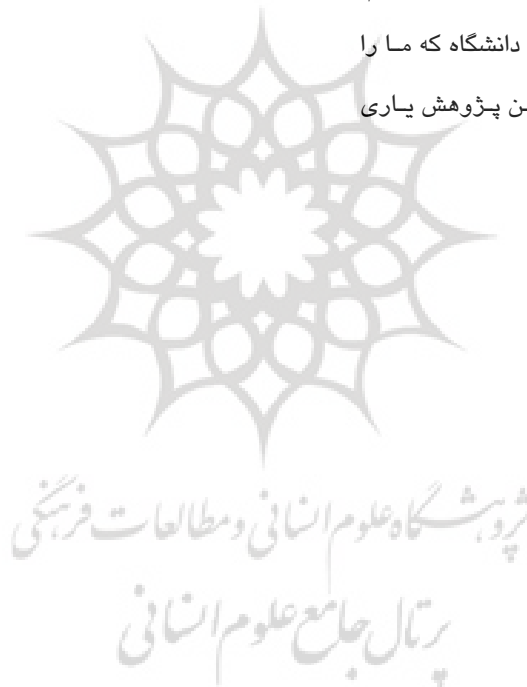 دانشگاه که مـا را
ـن پـژوهش یـاری
پژوهشگاه علوم انسانی و مطالعات فرهنگی
پرتال جامع علوم انسانی